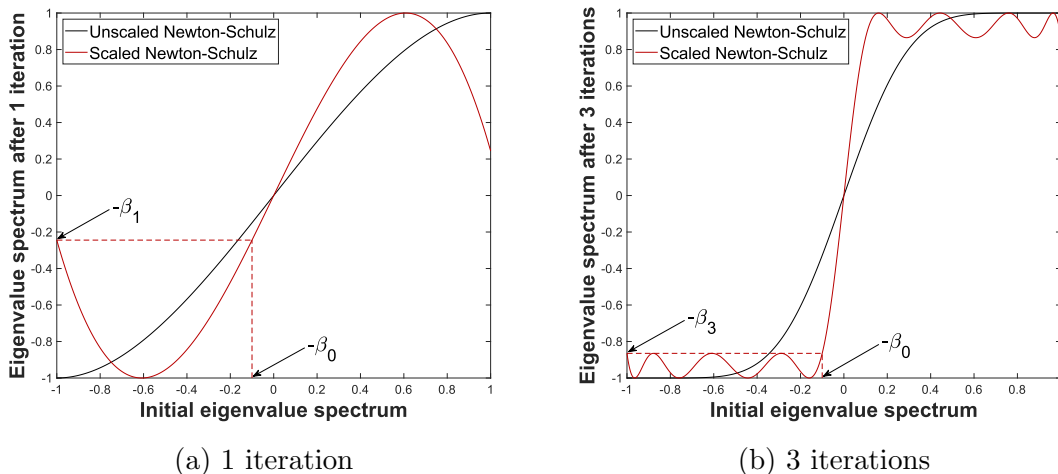 Unscaled Newton-Schulz
Scaled Newton-Schulz
Eigenvalue spectrum after 1 iteration
1
0.8
0.6
0.4
0.2
0
-0.2
-0.4
-0.6
-0.8
-1
-β1
-β0
-1 -0.8 -0.6 -0.4 -0.2 0 0.2 0.4 0.6 0.8 1
Initial eigenvalue spectrum
(a) 1 iteration
Unscaled Newton-Schulz
Scaled Newton-Schulz
Eigenvalue spectrum after 3 iterations
1
0.8
0.6
0.4
0.2
0
-0.2
-0.4
-0.6
-0.8
-1
-β3
-β0
-1 -0.8 -0.6 -0.4 -0.2 0 0.2 0.4 0.6 0.8
Initial eigenvalue spectrum
(b) 3 iterations